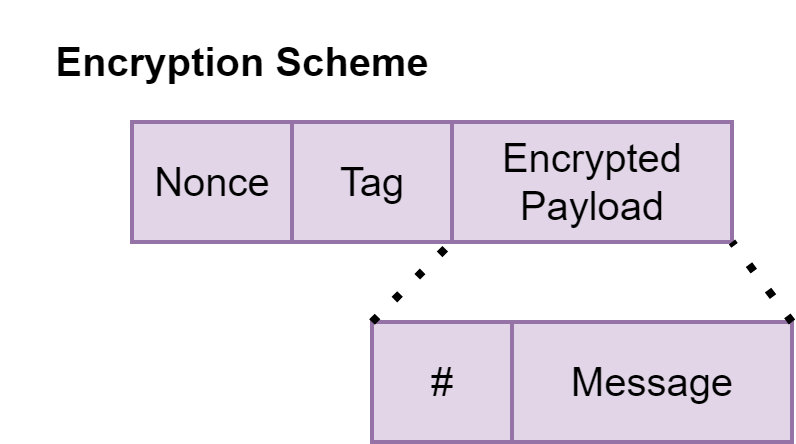 Encryption Scheme
Nonce
Tag
Encrypted
Payload
#
Message